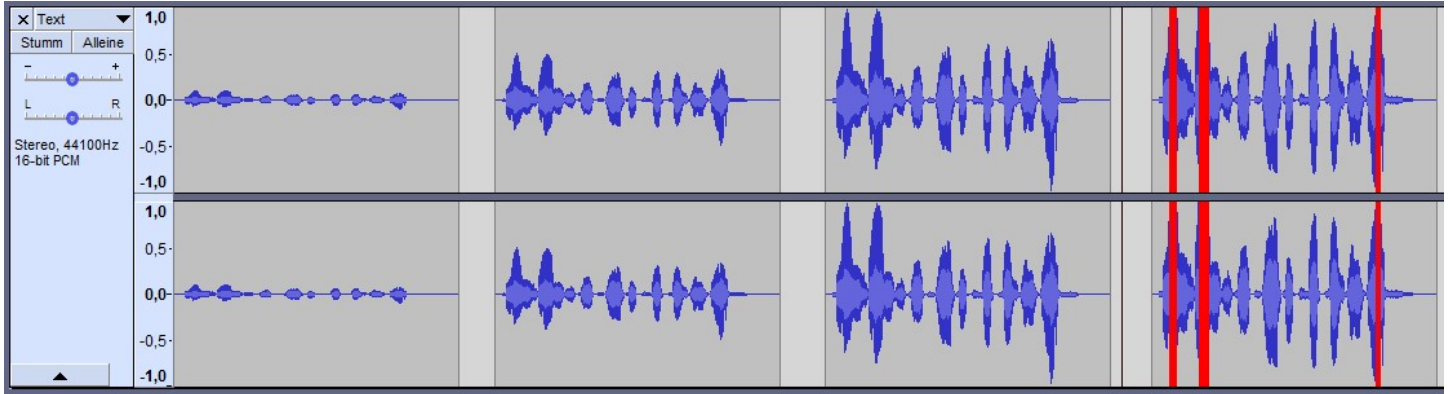 × Text ▼
Stumm Alleine
- +
L R
Stereo, 44100Hz
16-bit PCM
1,0
0,5-
0,0-
-0,5-
-1,0
1,0
0,5-
0,0-
-0,5-
-1,0